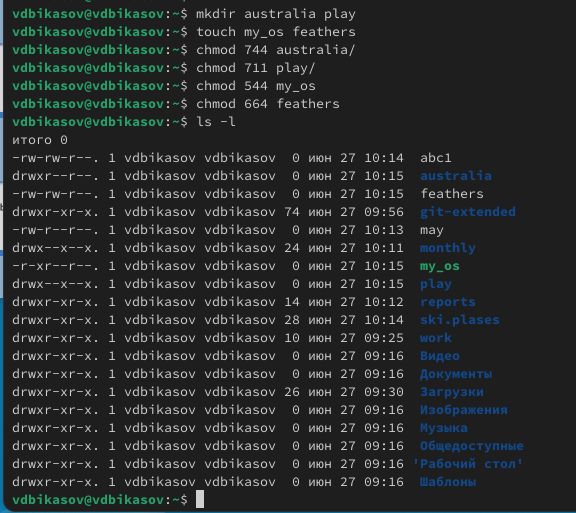 vdbikasov@vdbikasov:~$ mkdir australia play
vdbikasov@vdbikasov:~$ touch my_os feathers
vdbikasov@vdbikasov:~$ chmod 744 australia/
vdbikasov@vdbikasov:~$ chmod 711 play/
vdbikasov@vdbikasov:~$ chmod 544 my_os
vdbikasov@vdbikasov:~$ chmod 664 feathers
vdbikasov@vdbikasov:~$ ls -l
итого 0
-rw-rw-r--. 1 vdbikasov vdbikasov  0 июн 27 10:14  abc1
drwxr--r--. 1 vdbikasov vdbikasov  0 июн 27 10:15  australia
-rw-rw-r--. 1 vdbikasov vdbikasov  0 июн 27 10:15  feathers
drwxr-xr-x. 1 vdbikasov vdbikasov 74 июн 27 09:56  git-extended
-rw-r--r--. 1 vdbikasov vdbikasov  0 июн 27 10:13  may
drwx--x--x. 1 vdbikasov vdbikasov 24 июн 27 10:11  monthly
-r-xr--r--. 1 vdbikasov vdbikasov  0 июн 27 10:15  my_os
drwx--x--x. 1 vdbikasov vdbikasov  0 июн 27 10:15  play
drwxr-xr-x. 1 vdbikasov vdbikasov 14 июн 27 10:12  reports
drwxr-xr-x. 1 vdbikasov vdbikasov 28 июн 27 10:14  ski.plases
drwxr-xr-x. 1 vdbikasov vdbikasov 10 июн 27 09:25  work
drwxr-xr-x. 1 vdbikasov vdbikasov  0 июн 27 09:16  Видео
drwxr-xr-x. 1 vdbikasov vdbikasov  0 июн 27 09:16  Документы
drwxr-xr-x. 1 vdbikasov vdbikasov 26 июн 27 09:30  Загрузки
drwxr-xr-x. 1 vdbikasov vdbikasov  0 июн 27 09:16  Изображения
drwxr-xr-x. 1 vdbikasov vdbikasov  0 июн 27 09:16  Музыка
drwxr-xr-x. 1 vdbikasov vdbikasov  0 июн 27 09:16  Общедоступные
drwxr-xr-x. 1 vdbikasov vdbikasov  0 июн 27 09:16 'Рабочий стол'
drwxr-xr-x. 1 vdbikasov vdbikasov  0 июн 27 09:16  Шаблоны
vdbikasov@vdbikasov:~$